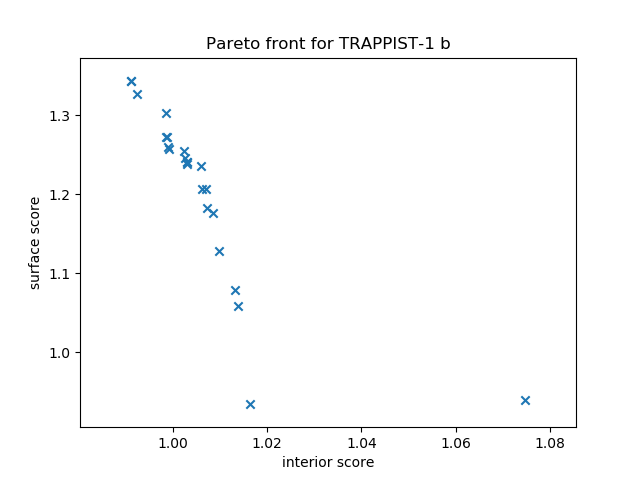 Pareto front for TRAPPIST-1 b
1.3
1.2
1.1
1.0
surface score
1.00 1.02 1.04 1.06 1.08
interior score